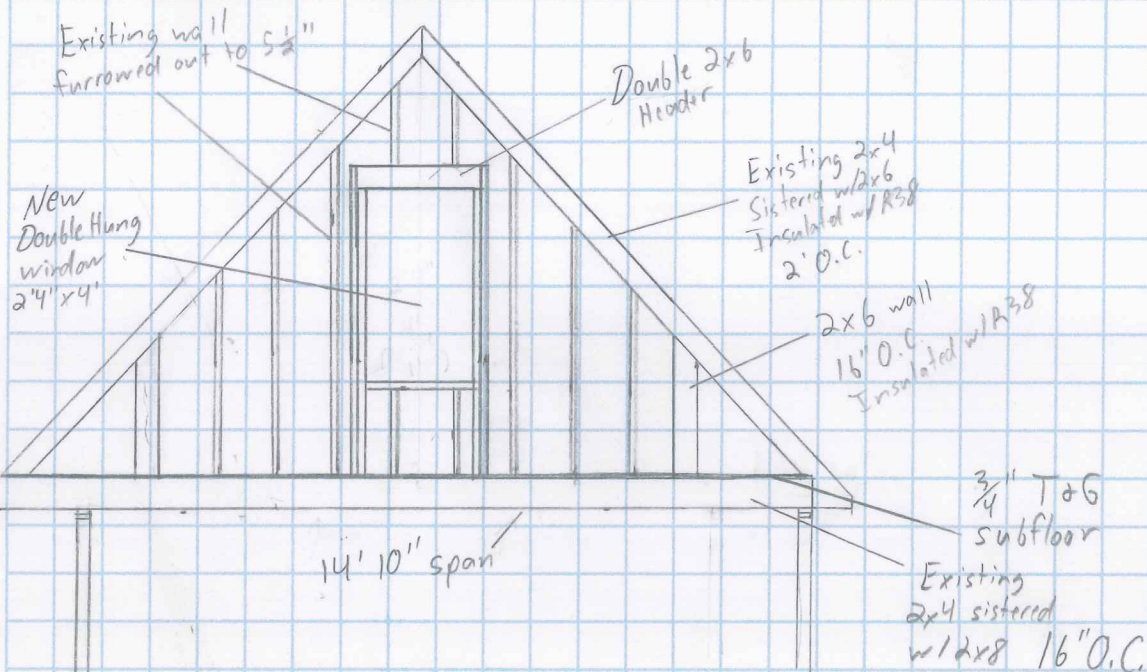 Existing wall
furrowed out to 5 1/2"
Double 2x6
Header
New
Double Hung
window
2'4" x 4'
Existing 2x4
Sistered w/2x6
Insulated w/ R38
2' O.C.
2x6 wall
16" O.C.
Insulated w/ R38
14' 10" span
3/4" T&G
subfloor
Existing
2x4 sistered
w/ 2x8 16" O.C.